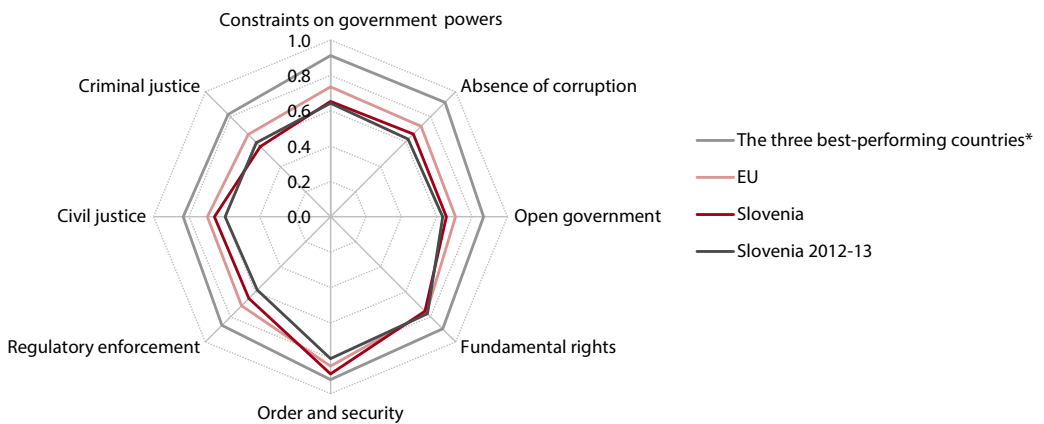 Constraints on government powers
1.0
Criminal justice
0.8
Absence of corruption
0.6
The three best-performing countries*
0.4
EU
0.2
Civil justice
0.0
Open government
Slovenia
Slovenia 2012-13
Regulatory enforcement
Fundamental rights
Order and security